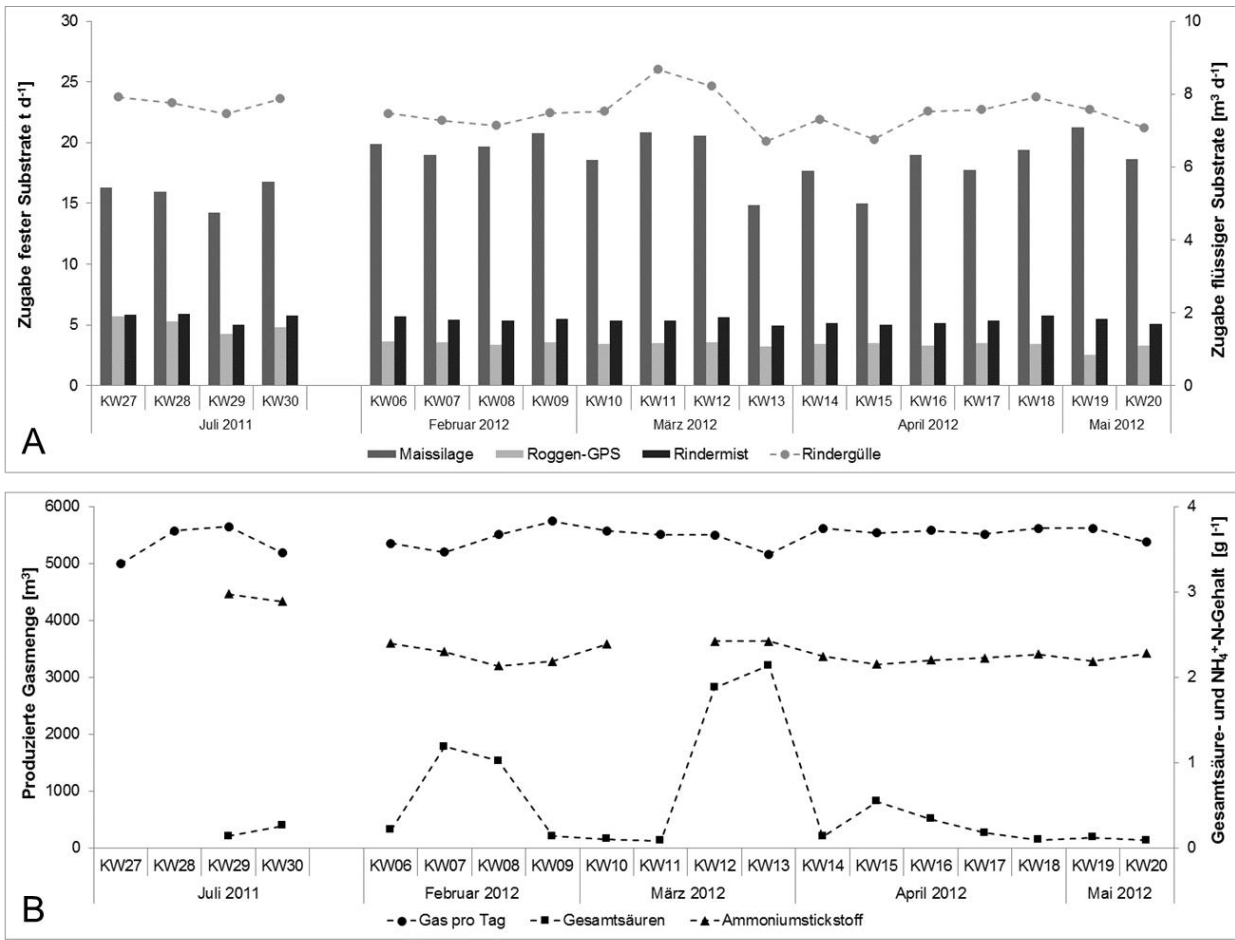 30
25
20
15
10
5
0
Zugabe fester Substrate t d⁻¹
10
8
6
4
2
0
Zugabe flüssiger Substrate [m³ d⁻¹]
KW27 KW28 KW29 KW30 KW06 KW07 KW08 KW09 KW10 KW11 KW12 KW13 KW14 KW15 KW16 KW17 KW18 KW19 KW20
Juli 2011 Februar 2012 März 2012 April 2012 Mai 2012
A
Maissilage Roggen-GPS Rindermist Rindergülle
6000
5000
4000
3000
2000
1000
0
Produzierte Gasmenge [m³]
4
3
2
1
0
Gesamtsäure- und NH₄⁺-N-Gehalt [g l⁻¹]
KW27 KW28 KW29 KW30 KW06 KW07 KW08 KW09 KW10 KW11 KW12 KW13 KW14 KW15 KW16 KW17 KW18 KW19 KW20
Juli 2011 Februar 2012 März 2012 April 2012 Mai 2012
B
Gas pro Tag Gesamtsäuren Ammoniumstickstoff